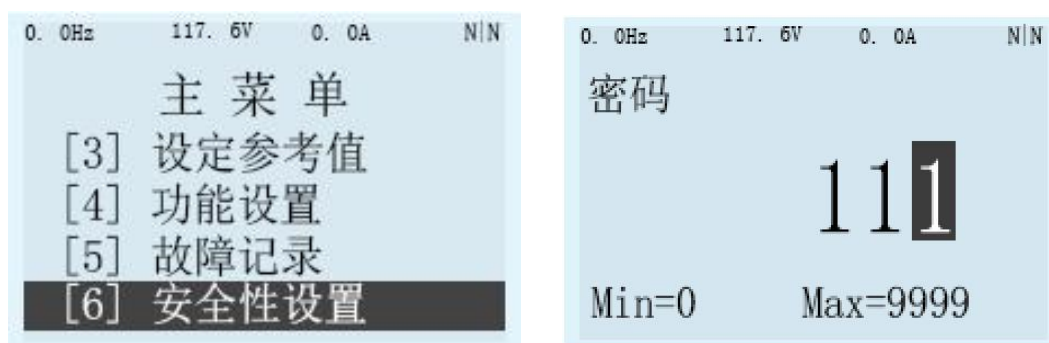 0. 0Hz 117. 6V 0. 0A N|N
主 菜 单
[3] 设定参考值
[4] 功能设置
[5] 故障记录
[6] 安全性设置
0. 0Hz 117. 6V 0. 0A N|N
密码
111
Min=0 Max=9999